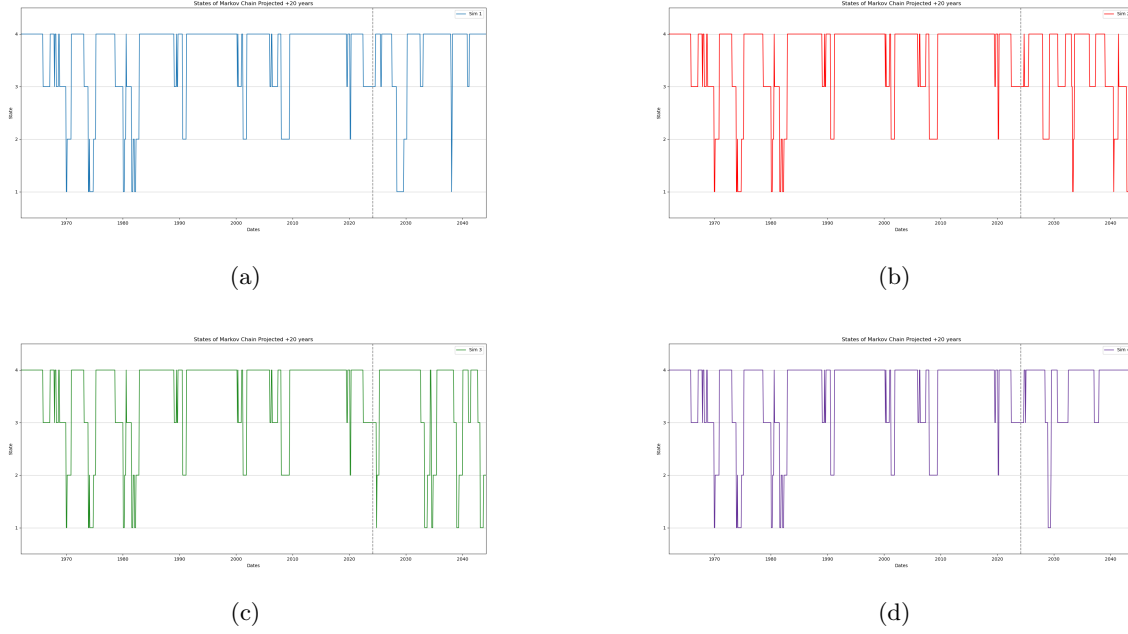 States of Markov Chain Projected +20 years
Sim 1
4
3
State
2
1
1970 1980 1990 2000 2010 2020 2030 2040
Dates
(a)
States of Markov Chain Projected +20 years
Sim
4
3
State
2
1
1970 1980 1990 2000 2010 2020 2030 2040
Dates
(b)
States of Markov Chain Projected +20 years
Sim 3
4
3
State
2
1
1970 1980 1990 2000 2010 2020 2030 2040
Dates
(c)
States of Markov Chain Projected +20 years
Sim
4
3
State
2
1
1970 1980 1990 2000 2010 2020 2030 2040
Dates
(d)